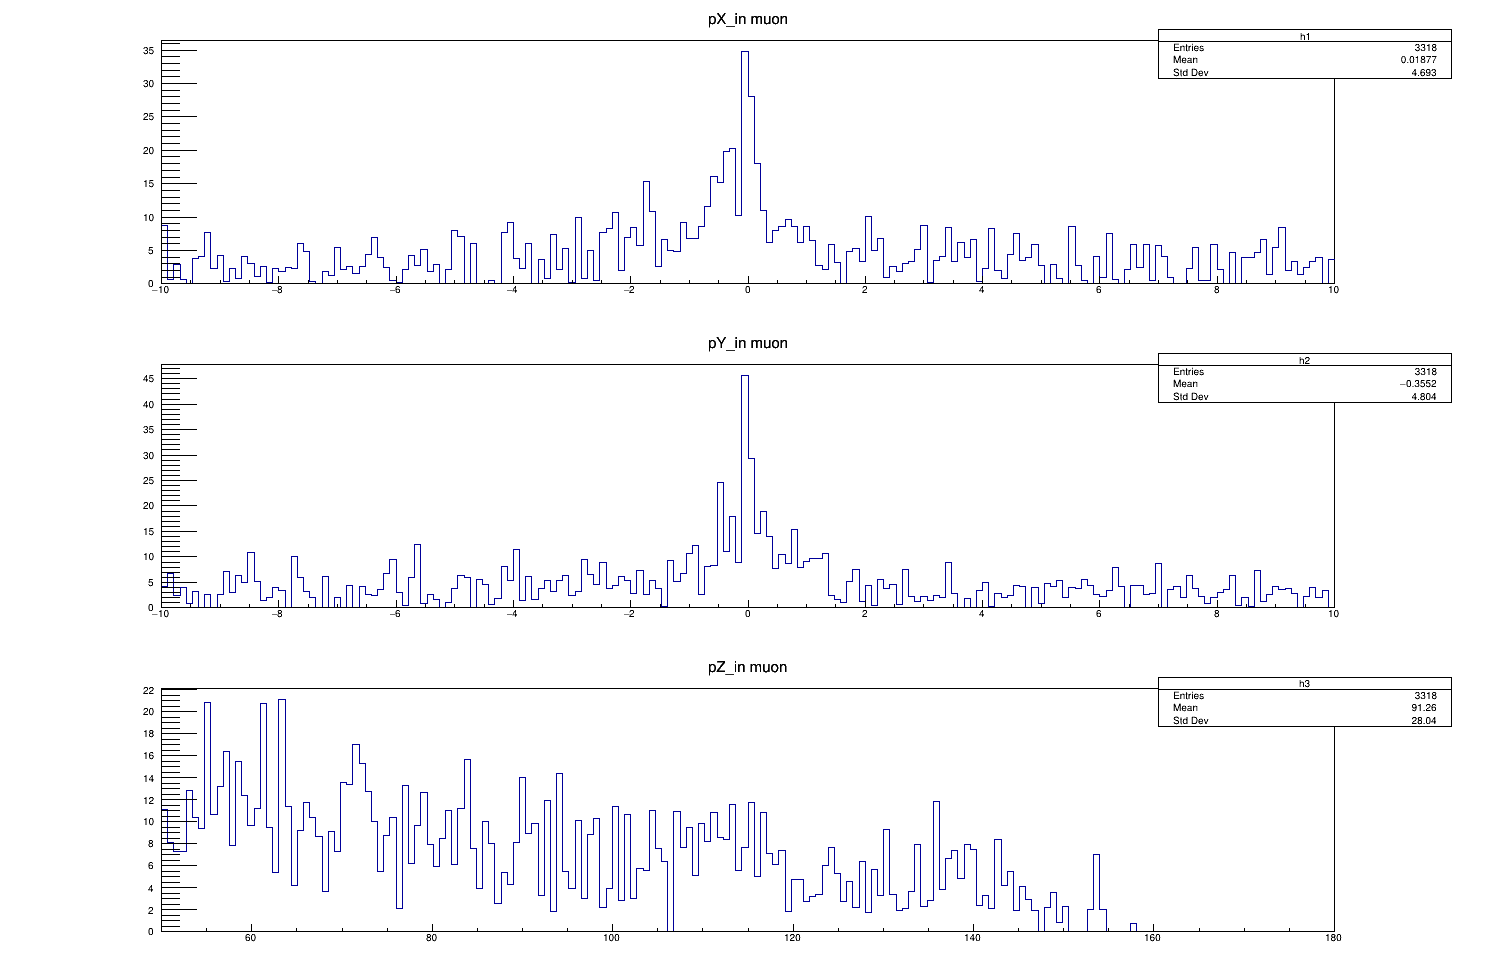 pX_in muon
h1
Entries 3318
Mean 0.01877
Std Dev 4.693
35
30
25
20
15
10
5
0
−10 −8 −6 −4 −2 0 2 4 6 8 10
pY_in muon
h2
Entries 3318
Mean −0.3552
Std Dev 4.804
45
40
35
30
25
20
15
10
5
0
−10 −8 −6 −4 −2 0 2 4 6 8 10
pZ_in muon
h3
Entries 3318
Mean 91.26
Std Dev 28.04
22
20
18
16
14
12
10
8
6
4
2
0
60 80 100 120 140 160 180